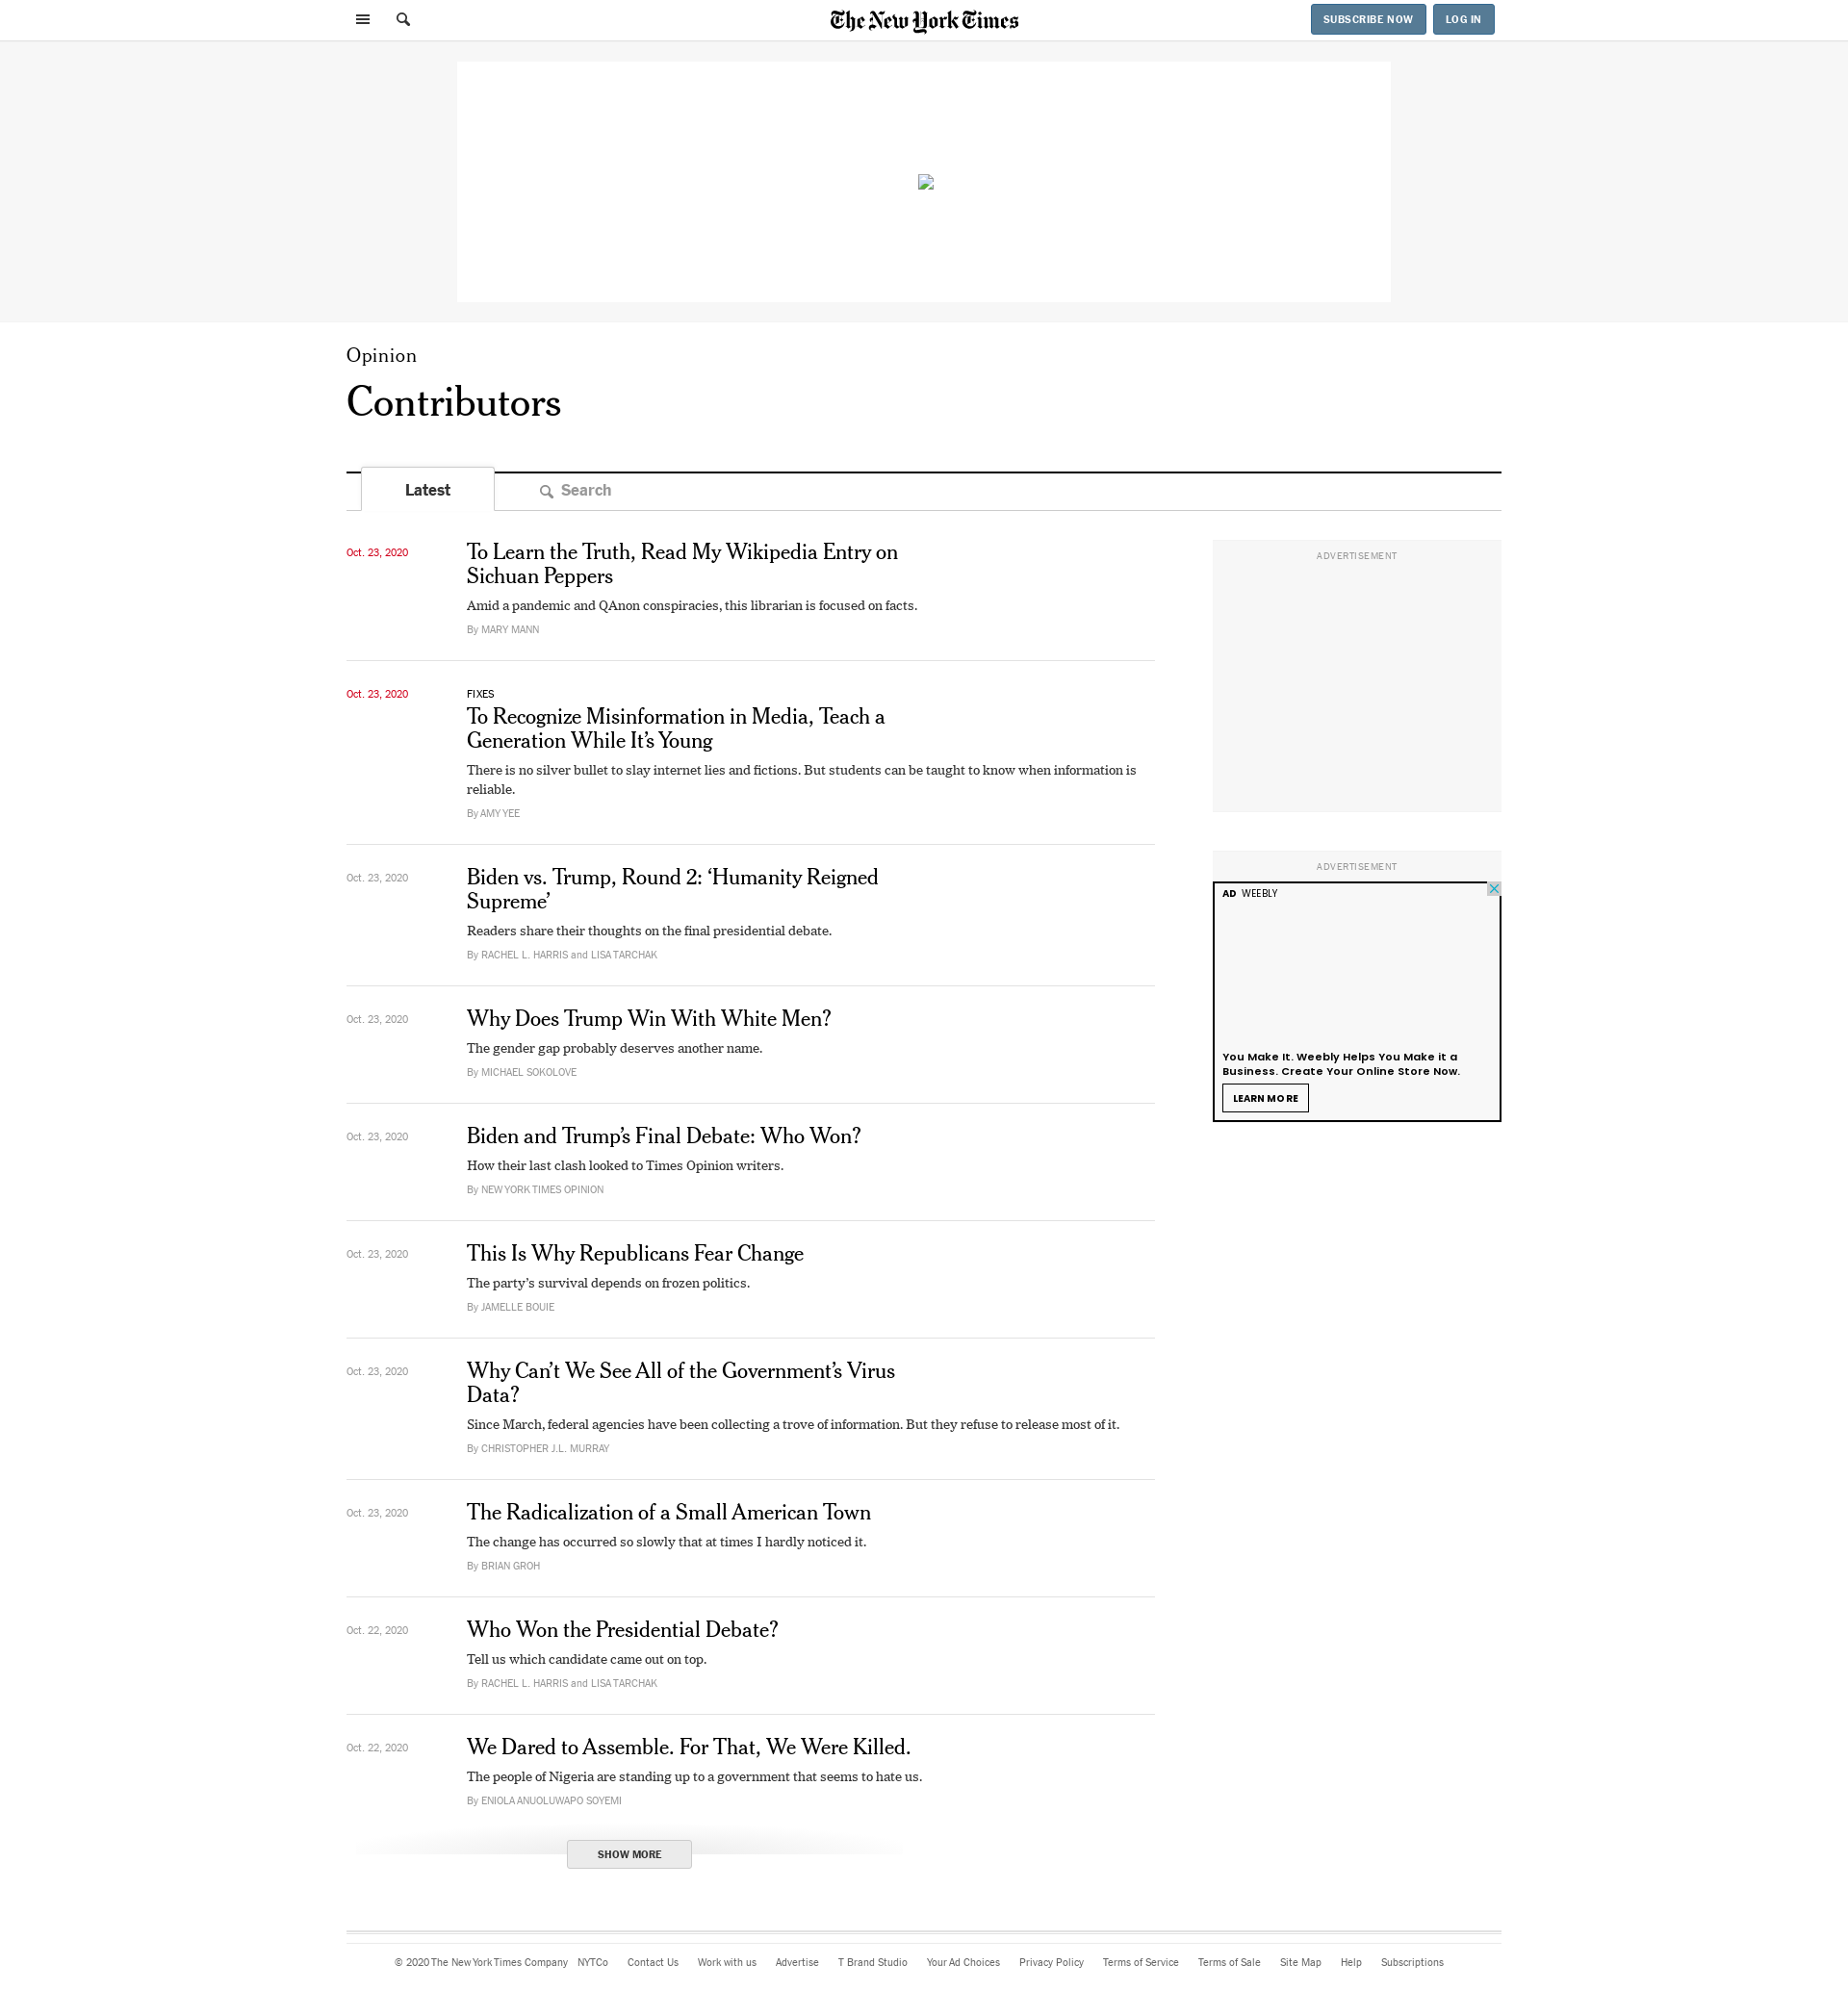 The New York Times
SUBSCRIBE NOW
LOG IN
Opinion
Contributors
Latest
Search
Oct. 23, 2020
To Learn the Truth, Read My Wikipedia Entry on
Sichuan Peppers
Amid a pandemic and QAnon conspiracies, this librarian is focused on facts.
By MARY MANN
Oct. 23, 2020
FIXES
To Recognize Misinformation in Media, Teach a
Generation While It’s Young
There is no silver bullet to slay internet lies and fictions. But students can be taught to know when information is
reliable.
By AMY YEE
Oct. 23, 2020
Biden vs. Trump, Round 2: ‘Humanity Reigned
Supreme’
Readers share their thoughts on the final presidential debate.
By RACHEL L. HARRIS and LISA TARCHAK
Oct. 23, 2020
Why Does Trump Win With White Men?
The gender gap probably deserves another name.
By MICHAEL SOKOLOVE
Oct. 23, 2020
Biden and Trump’s Final Debate: Who Won?
How their last clash looked to Times Opinion writers.
By NEW YORK TIMES OPINION
Oct. 23, 2020
This Is Why Republicans Fear Change
The party’s survival depends on frozen politics.
By JAMELLE BOUIE
Oct. 23, 2020
Why Can’t We See All of the Government’s Virus
Data?
Since March, federal agencies have been collecting a trove of information. But they refuse to release most of it.
By CHRISTOPHER J.L. MURRAY
Oct. 23, 2020
The Radicalization of a Small American Town
The change has occurred so slowly that at times I hardly noticed it.
By BRIAN GROH
Oct. 22, 2020
Who Won the Presidential Debate?
Tell us which candidate came out on top.
By RACHEL L. HARRIS and LISA TARCHAK
Oct. 22, 2020
We Dared to Assemble. For That, We Were Killed.
The people of Nigeria are standing up to a government that seems to hate us.
By ENIOLA ANUOLUWAPO SOYEMI
SHOW MORE
ADVERTISEMENT
ADVERTISEMENT
AD WEEBLY
You Make It. Weebly Helps You Make it a
Business. Create Your Online Store Now.
LEARN MORE
© 2020 The New York Times Company NYTCo Contact Us Work with us Advertise T Brand Studio Your Ad Choices Privacy Policy Terms of Service Terms of Sale Site Map Help Subscriptions